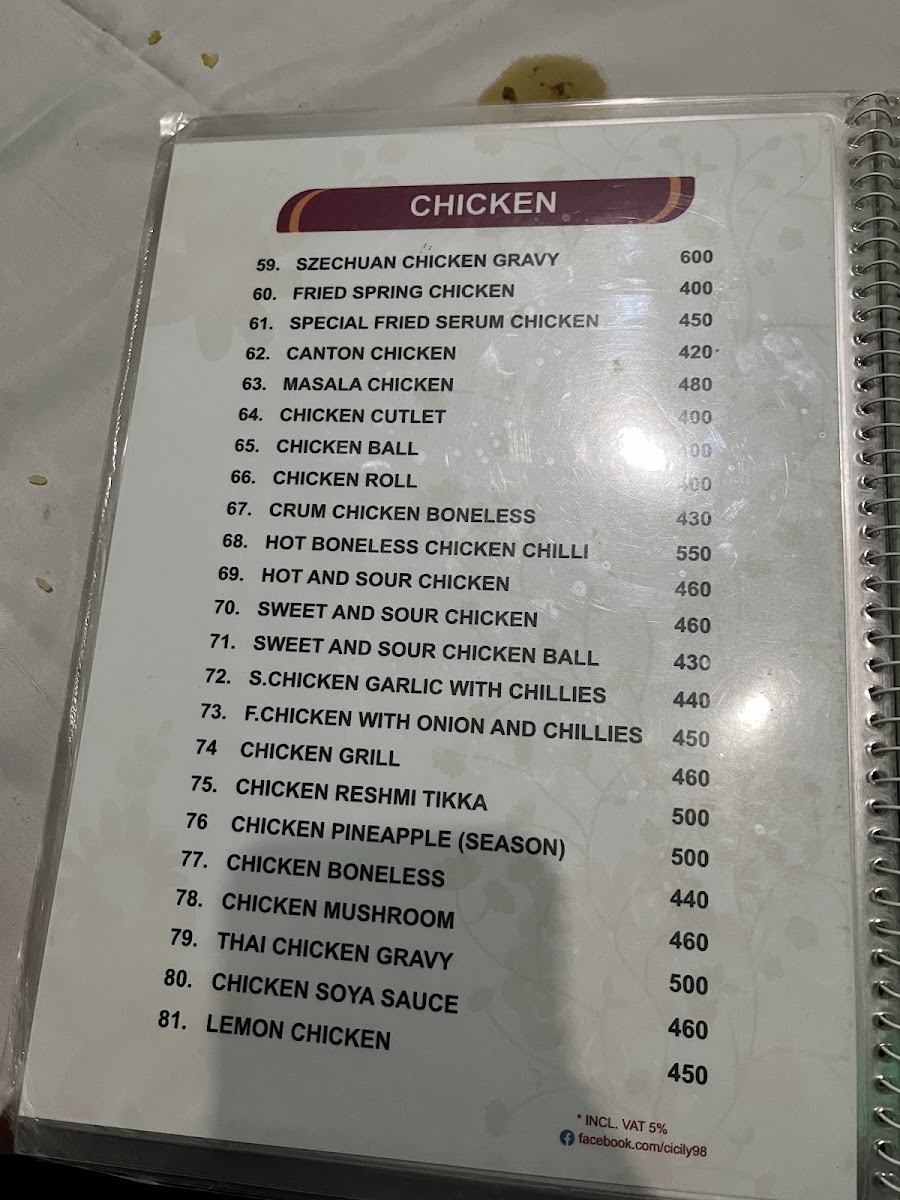 CHICKEN
59. SZECHUAN CHICKEN GRAVY 600
60. FRIED SPRING CHICKEN 400
61. SPECIAL FRIED SERUM CHICKEN 450
62. CANTON CHICKEN 420
63. MASALA CHICKEN 480
64. CHICKEN CUTLET 400
65. CHICKEN BALL
66. CHICKEN ROLL 400
67. CRUM CHICKEN BONELESS 430
68. HOT BONELESS CHICKEN CHILLI 550
69. HOT AND SOUR CHICKEN 460
70. SWEET AND SOUR CHICKEN 460
71. SWEET AND SOUR CHICKEN BALL 430
72. S.CHICKEN GARLIC WITH CHILLIES 440
73. F.CHICKEN WITH ONION AND CHILLIES 450
74 CHICKEN GRILL 460
75. CHICKEN RESHMI TIKKA 500
76 CHICKEN PINEAPPLE (SEASON) 500
77. CHICKEN BONELESS 440
78. CHICKEN MUSHROOM 460
79. THAI CHICKEN GRAVY 500
80. CHICKEN SOYA SAUCE 460
81. LEMON CHICKEN 450
* INCL. VAT 5%
facebook.com/cicily98